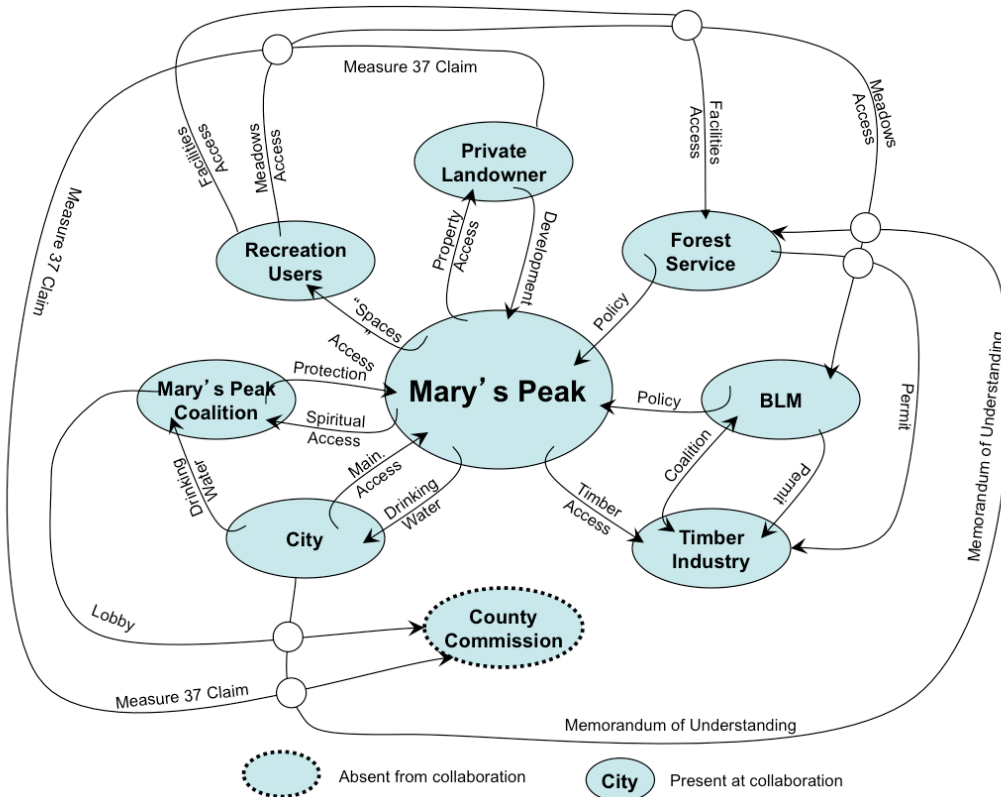 Measure 37 Claim
Meadows
Access
Facilities
Access
Facilities
Access
Meadows
Access
Private
Landowner
Measure 37 Claim
Property
Access
Development
Recreation
Users
Forest
Service
“Spaces
”
Access
Policy
Mary’s Peak
Protection
Mary’s Peak
Coalition
Spiritual
Access
Policy
BLM
Permit
Memorandum of Understanding
Drinking
Water
Main.
Access
Drinking
Water
Timber
Access
Coalition
Permit
City
Timber
Industry
Lobby
County
Commission
Measure 37 Claim
Memorandum of Understanding
Absent from collaboration
City
Present at collaboration